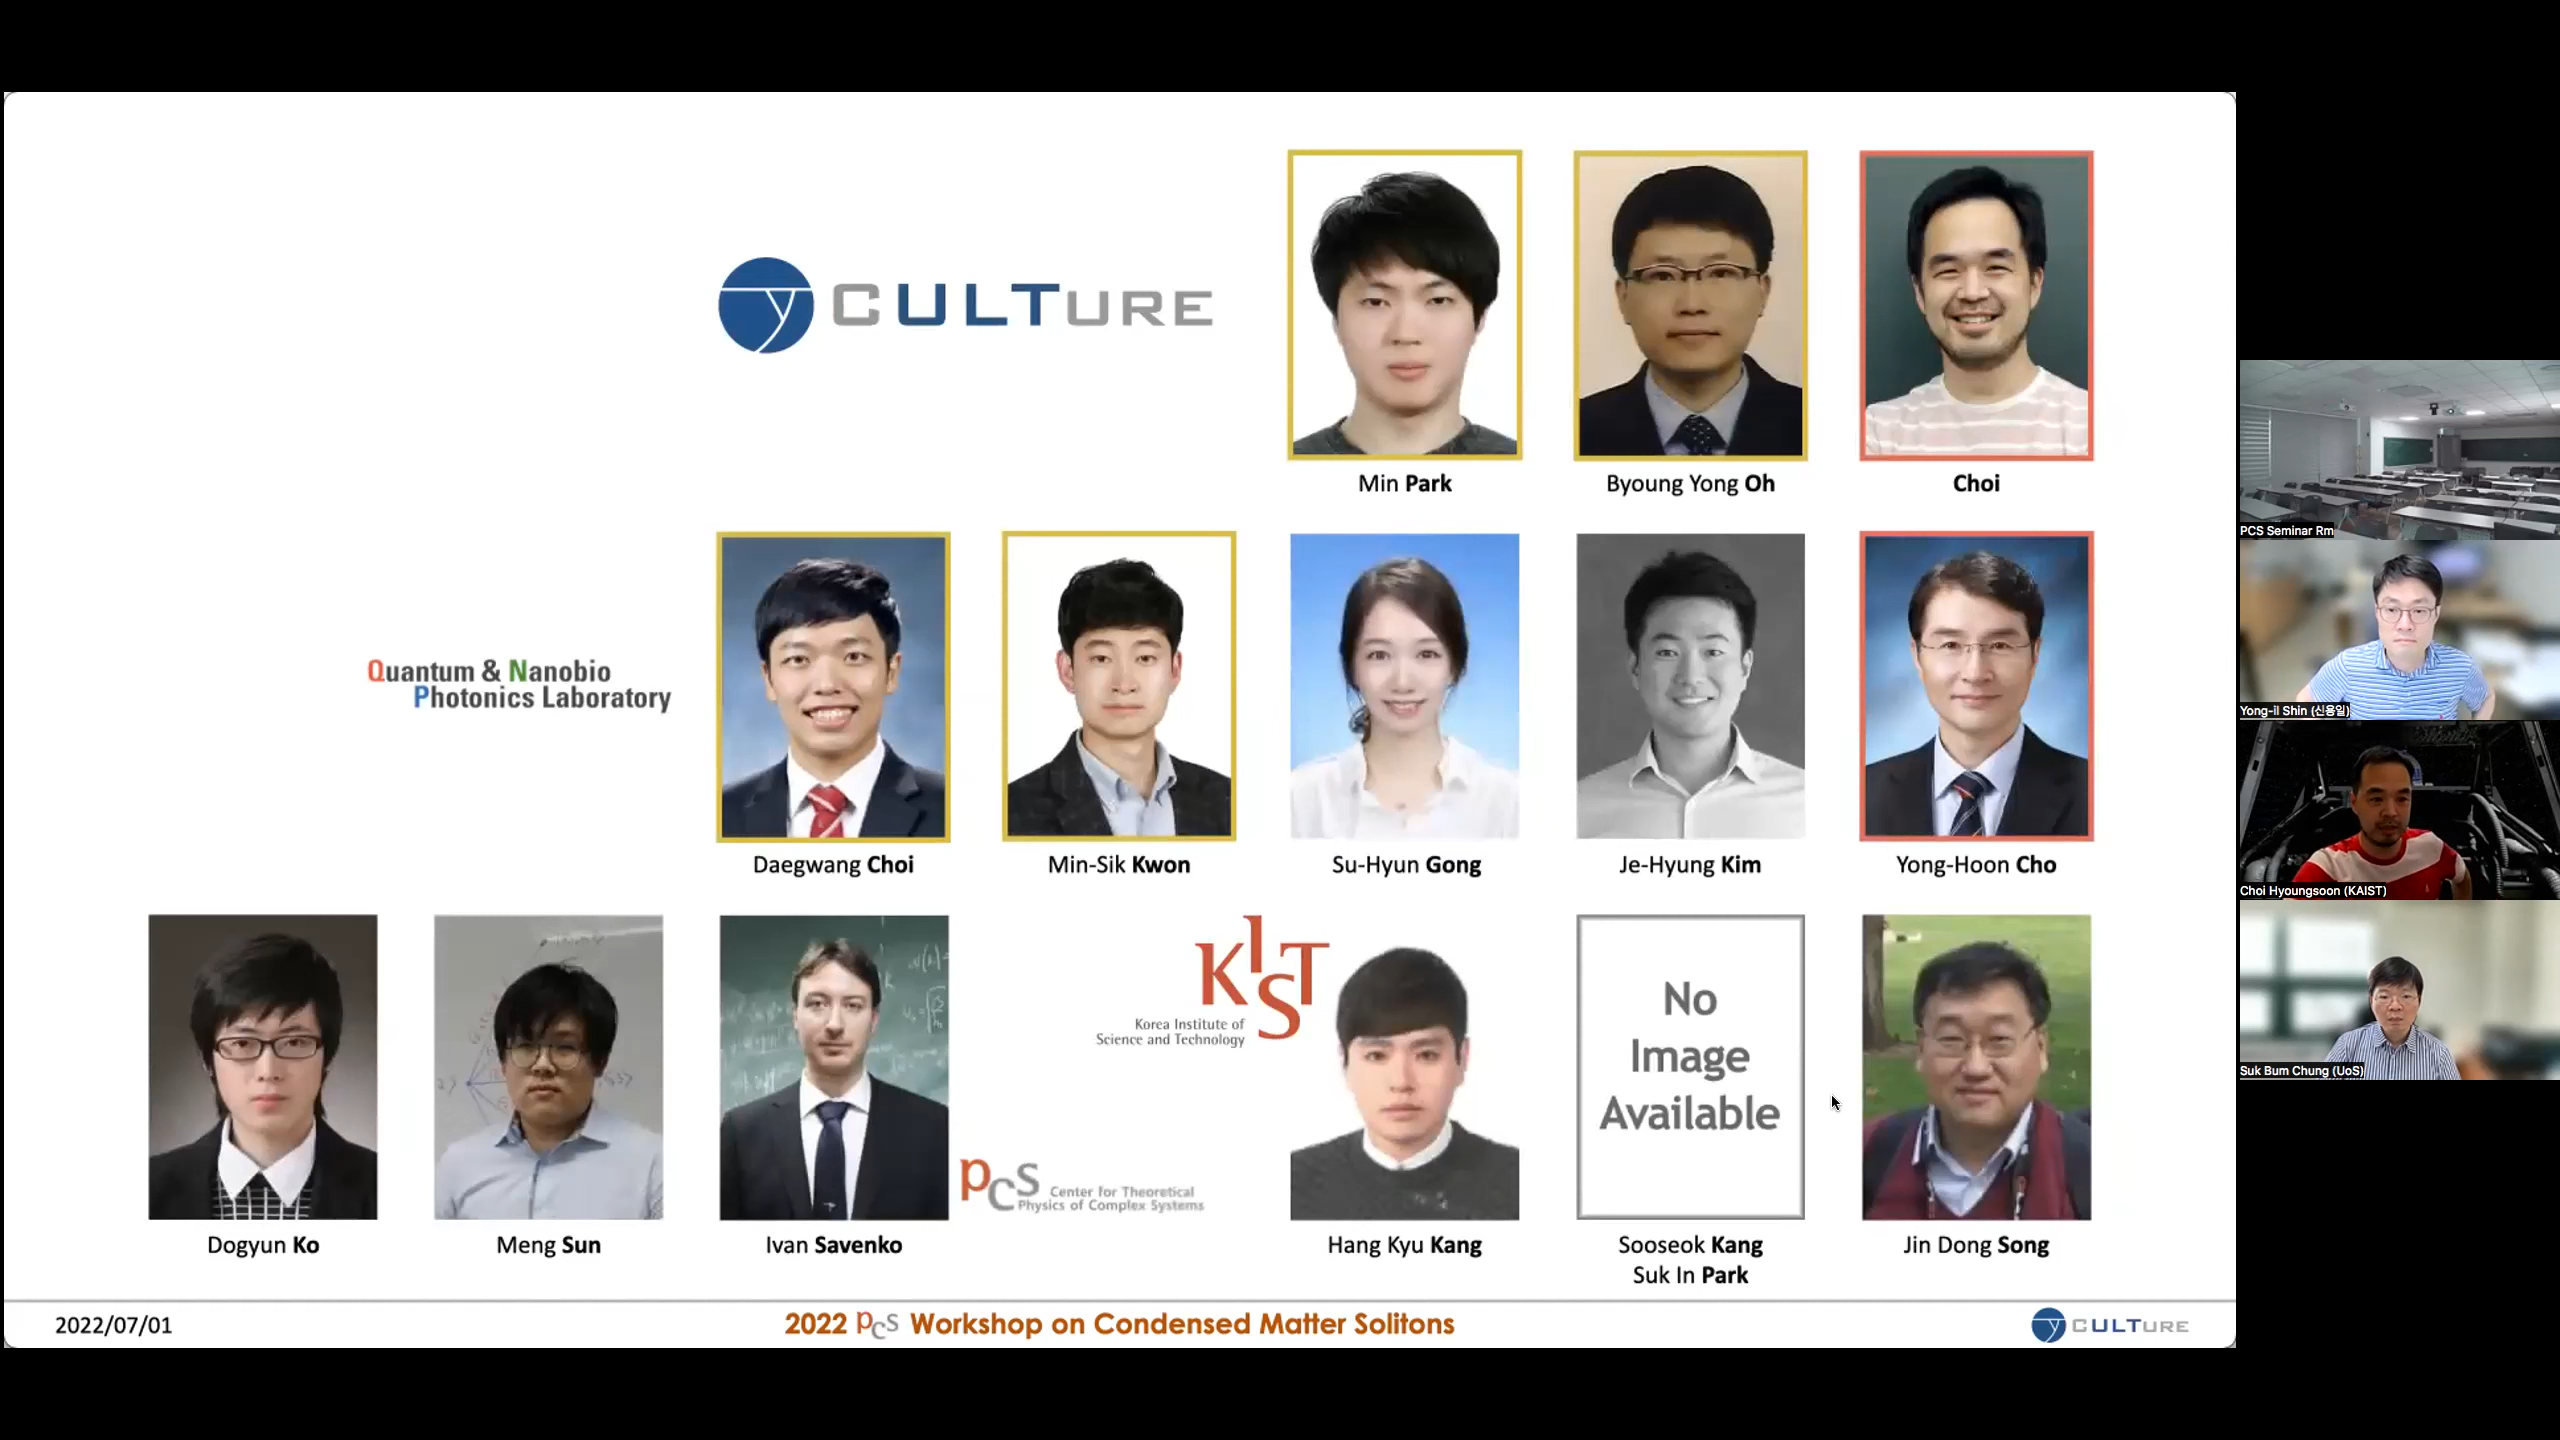 y CULTURE
Min Park
Byoung Yong Oh
Choi
Quantum & Nanobio
Photonics Laboratory
Daegwang Choi
Min-Sik Kwon
Su-Hyun Gong
Je-Hyung Kim
Yong-Hoon Cho
KIST
Korea Institute of
Science and Technology
PCS Center for Theoretical
Physics of Complex Systems
No
Image
Available
Dogyun Ko
Meng Sun
Ivan Savenko
Hang Kyu Kang
Sooseok Kang
Suk In Park
Jin Dong Song
2022/07/01
2022 PCS Workshop on Condensed Matter Solitons
y CULTURE
PCS Seminar Rm
Yong-il Shin (신용일)
Choi Hyoungsoon (KAIST)
Suk Bum Chung (UoS)